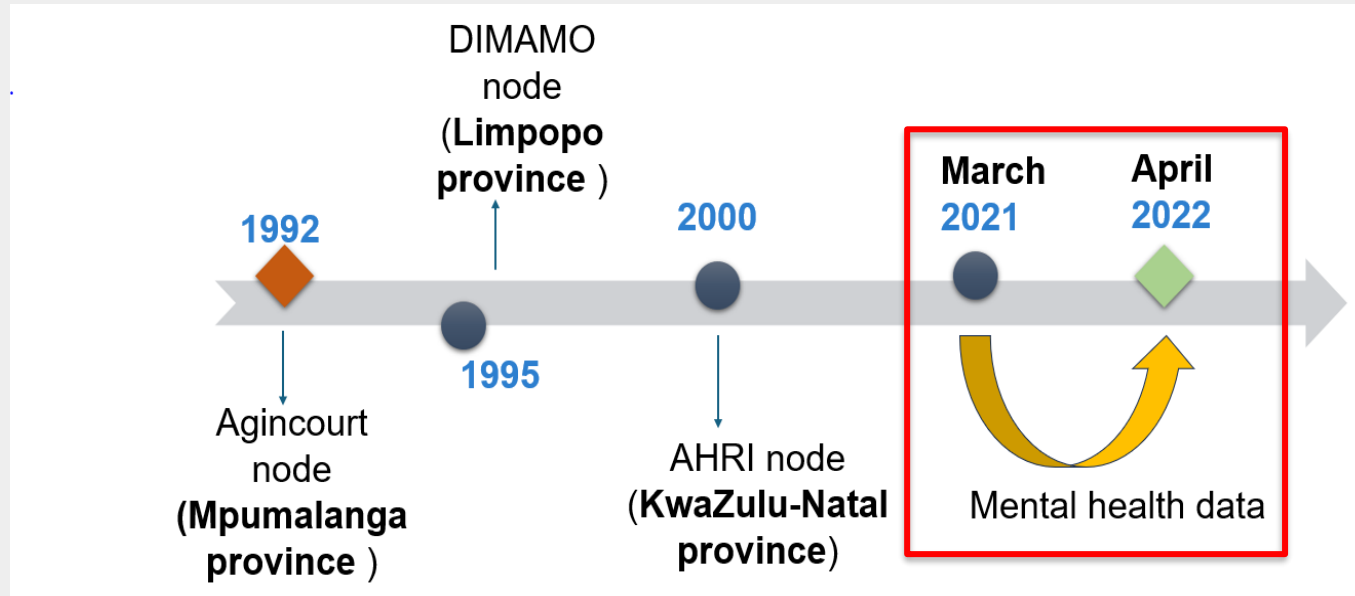 DIMAMO
node
(Limpopo
province )
1992
2000
March
2021
April
2022
1995
Agincourt
node
(Mpumalanga
province )
AHRI node
(KwaZulu-Natal
province)
Mental health data